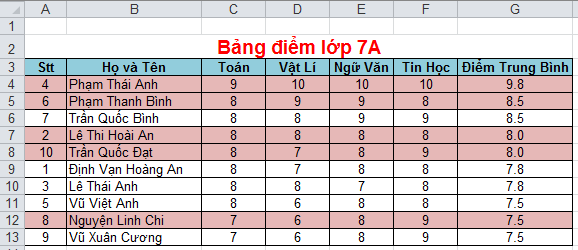 A B C D E F G
1
2 Bảng điểm lớp 7A
3 Stt Họ và Tên Toán Vật Lí Ngữ Văn Tin Học Điểm Trung Bình
4 4 Phạm Thái Anh 9 10 10 10 9.8
5 6 Phạm Thanh Bình 8 9 9 8 8.5
6 7 Trần Quốc Bình 8 8 9 9 8.5
7 2 Lê Thi Hoài An 8 7 8 8 8.0
8 10 Trần Quốc Đạt 8 7 8 9 8.0
9 1 Định Vạn Hoàng An 8 7 8 8 7.8
10 3 Lê Thái Anh 8 8 7 8 7.8
11 5 Vũ Việt Anh 8 6 8 8 7.5
12 8 Nguyện Linh Chi 7 6 8 9 7.5
13 9 Vũ Xuân Cương 7 6 8 9 7.5